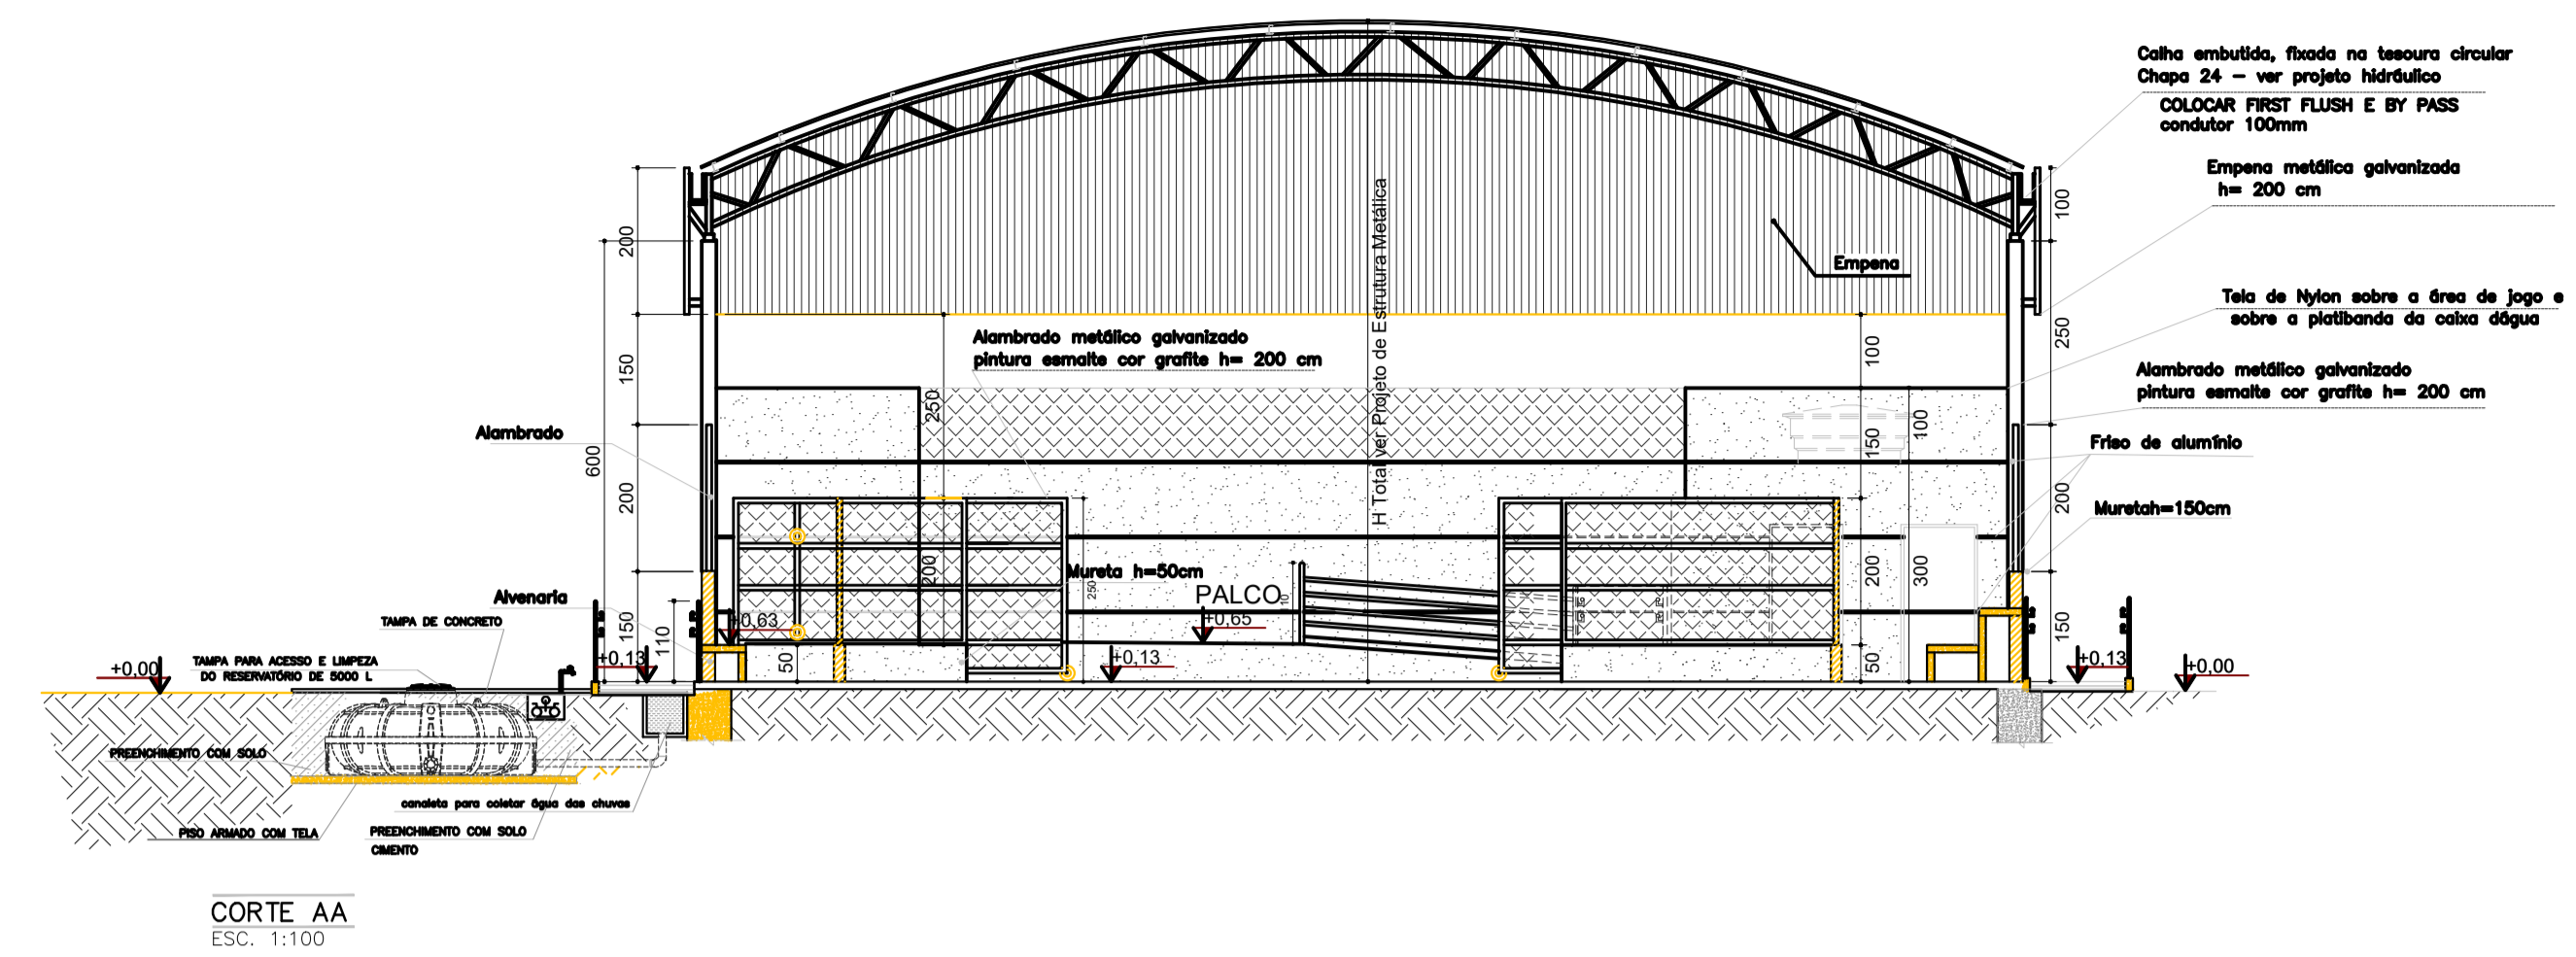 Calha embutida, fixada na tesoura circular
Chapa 24 - ver projeto hidráulico
COLOCAR FIRST FLUSH E BY PASS
condutor 100mm
Empena metálica galvanizada
h= 200 cm
100
200
H Total ver Projeto de Estrutura Metálica
Empena
Tela de Nylon sobre a área de jogo e
sobre a platibanda da caixa dágua
250
Alambrado metálico galvanizado
pintura esmalte cor grafite h= 200 cm
150
100
Alambrado metálico galvanizado
pintura esmalte cor grafite h= 200 cm
250
Alambrado
600
150
100
Friso de alumínio
200
200
Muretah=150cm
200
Mureta h=50cm
250
200
300
Alvenaria
PALCO
TAMPA DE CONCRETO
150
110
+0,63
+0,65
150
TAMPA PARA ACESSO E LIMPEZA
DO RESERVATÓRIO DE 5000 L
+0,00
+0,13
50
+0,13
50
+0,13
+0,00
PREENCHIMENTO COM SOLO
canaleta para coletar água das chuvas
PISO ARMADO COM TELA
PREENCHIMENTO COM SOLO
CIMENTO
CORTE AA
ESC. 1:100